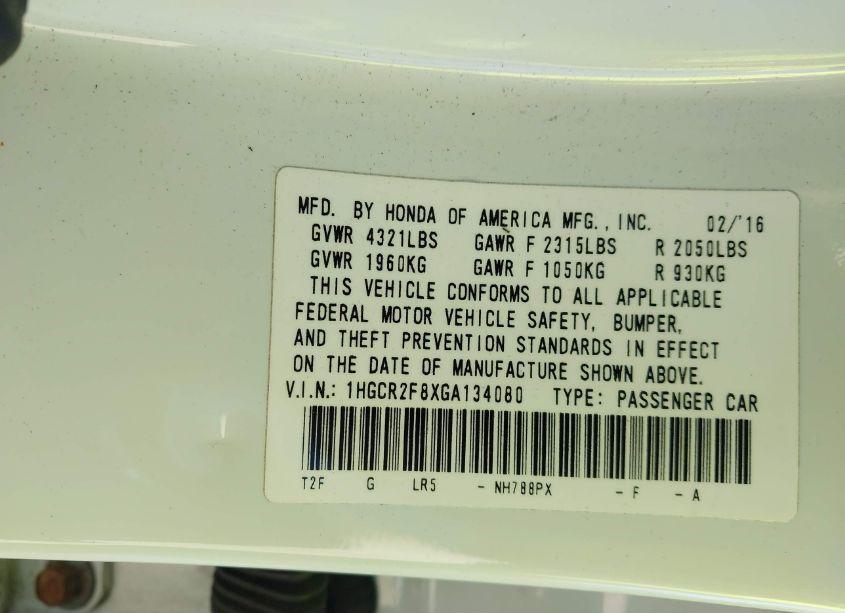 MFD. BY HONDA OF AMERICA MFG., INC. 02/'16
GVWR 4321LBS GAWR F 2315LBS R 2050LBS
GVWR 1960KG GAWR F 1050KG R 930KG
THIS VEHICLE CONFORMS TO ALL APPLICABLE
FEDERAL MOTOR VEHICLE SAFETY, BUMPER,
AND THEFT PREVENTION STANDARDS IN EFFECT
ON THE DATE OF MANUFACTURE SHOWN ABOVE.
V.I.N.: 1HGCR2F8XGA134080 TYPE: PASSENGER CAR
T2F G LR5 - NH788PX - F - A